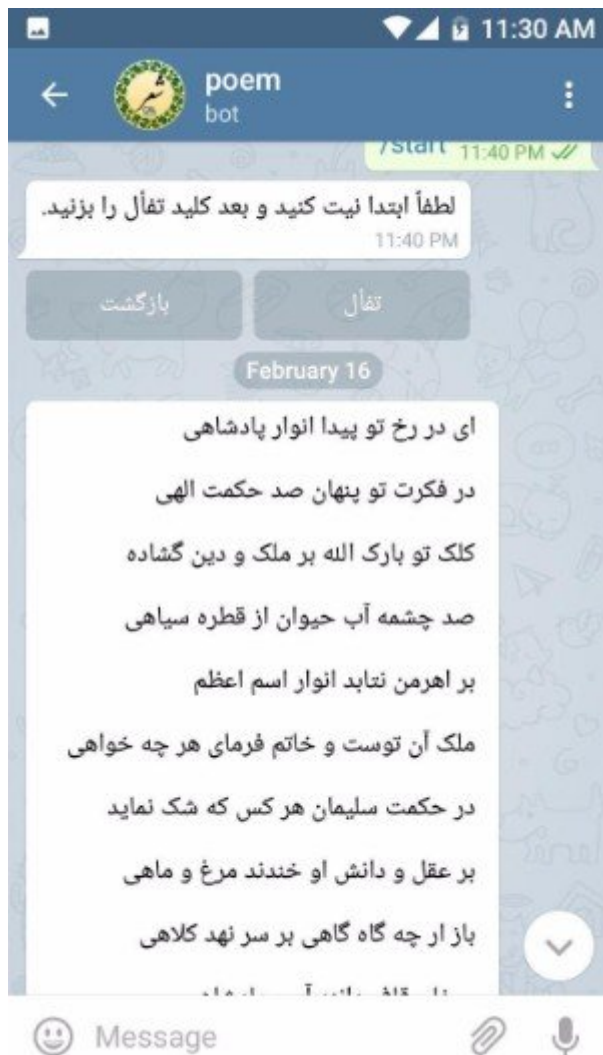 11:30 AM
poem
bot
/start 11:40 PM
لطفاً ابتدا نیت کنید و بعد کلید تفأل را بزنید.
11:40 PM
تفأل
بازگشت
February 16
ای در رخ تو پیدا انوار پادشاهی
در فکرت تو پنهان صد حکمت الهی
کلک تو بارک الله بر ملک و دین گشاده
صد چشمه آب حیوان از قطره سیاهی
بر اهرمن نتابد انوار اسم اعظم
ملک آن توست و خاتم فرمای هر چه خواهی
در حکمت سلیمان هر کس که شک نماید
بر عقل و دانش او خندند مرغ و ماهی
باز ار چه گاه گاهی بر سر نهد کلاهی
Message